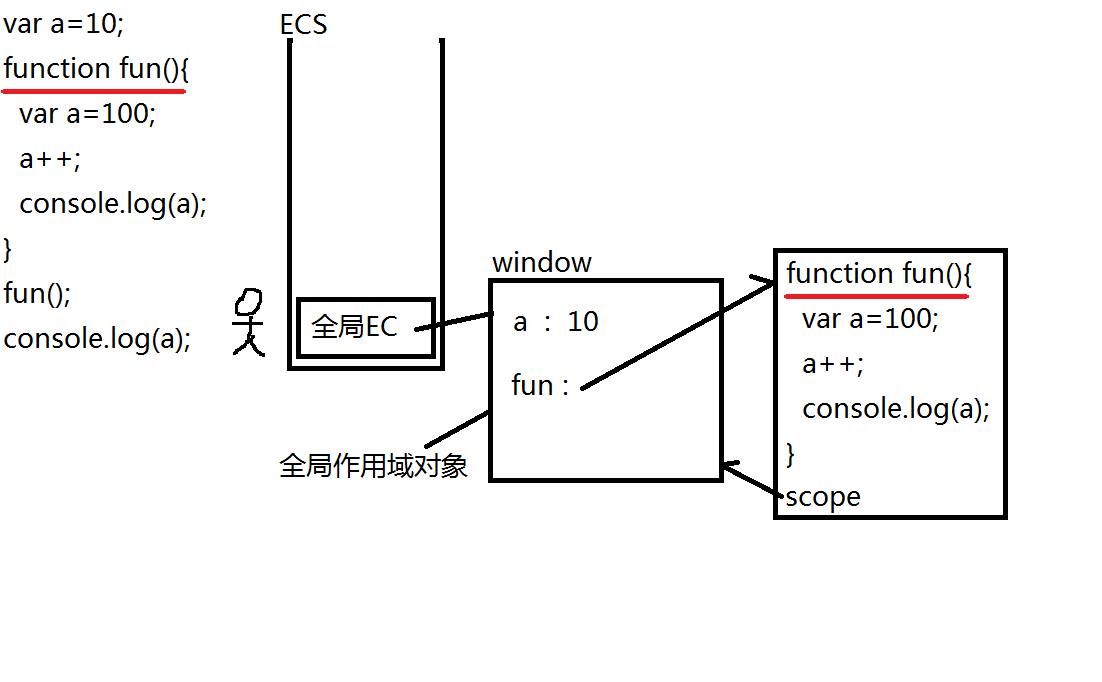 var a=10;
function fun(){
var a=100;
a++;
console.log(a);
}
fun();
console.log(a);
ECS
全局EC
window
a : 10
fun :
全局作用域对象
function fun(){
var a=100;
a++;
console.log(a);
}
scope